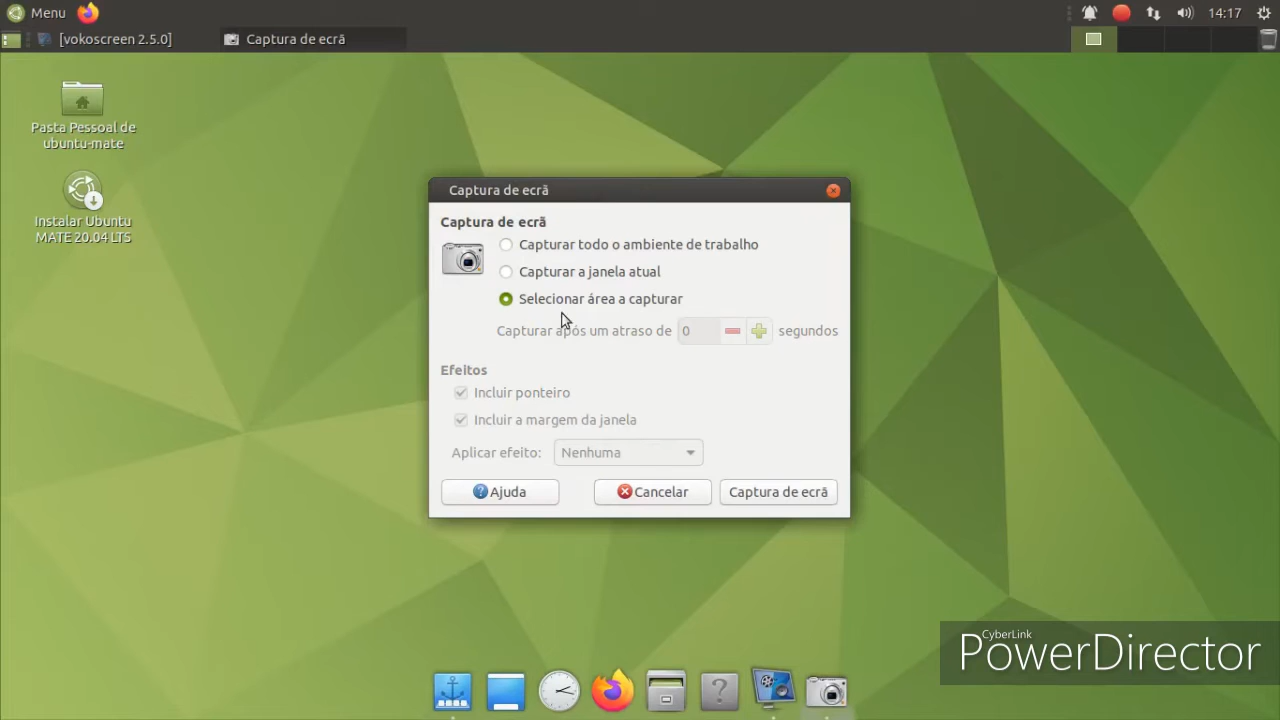 Menu
14:17
[vokoscreen 2.5.0]
Captura de ecrã
Pasta Pessoal de
ubuntu-mate
Instalar Ubuntu
MATE 20.04 LTS
Captura de ecrã
Captura de ecrã
Capturar todo o ambiente de trabalho
Capturar a janela atual
Selecionar área a capturar
Capturar após um atraso de 0 segundos
Efeitos
Incluir ponteiro
Incluir a margem da janela
Aplicar efeito: Nenhuma
Ajuda
Cancelar
Captura de ecrã
CyberLink
PowerDirector